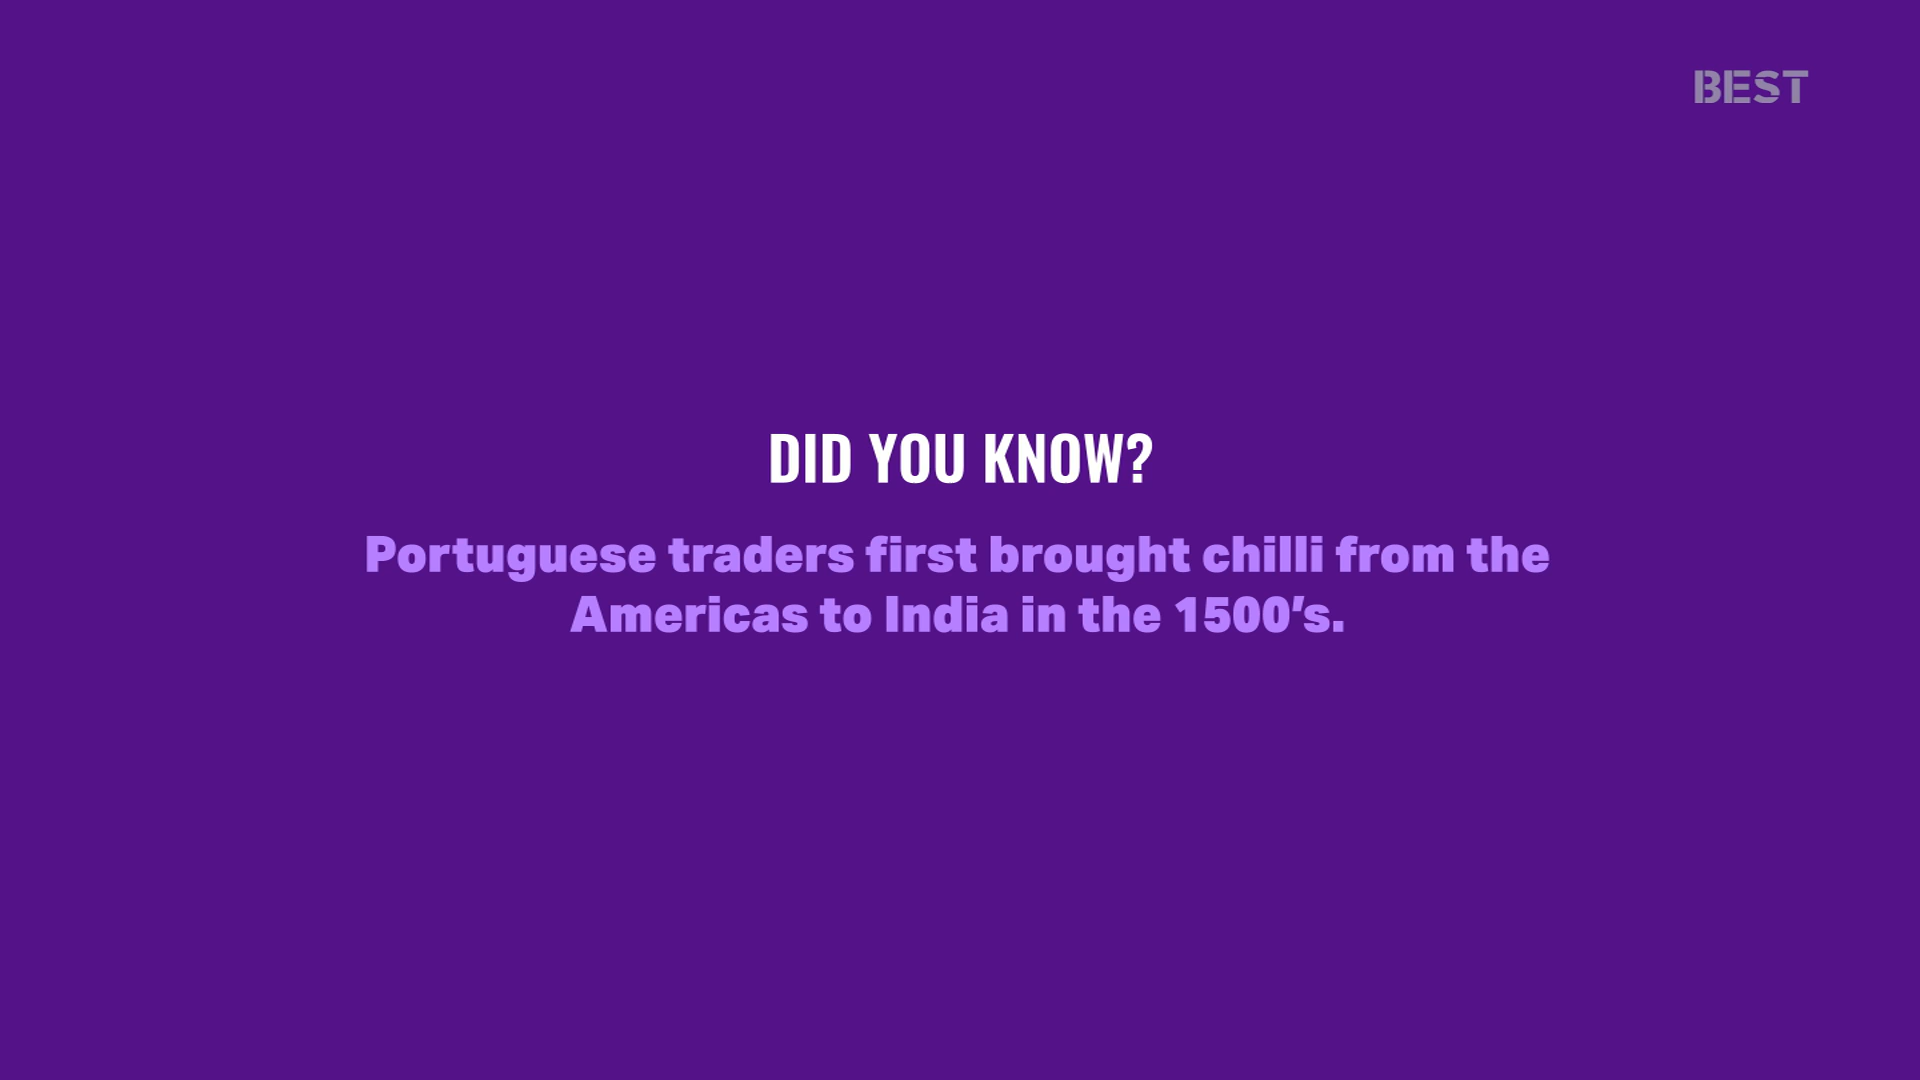 BEST
DID YOU KNOW?
Portuguese traders first brought chilli from the
Americas to India in the 1500's.